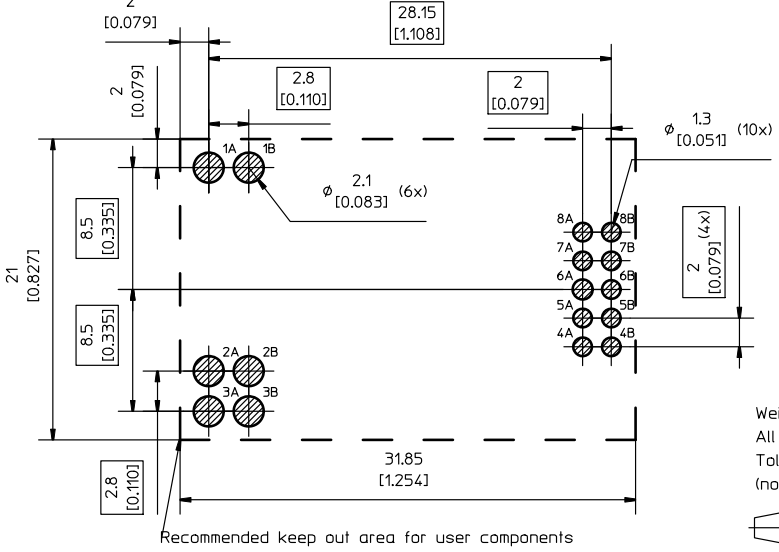 2
[0.079]
28.15
[1.108]
2
[0.079]
2.8
[0.110]
2
[0.079]
ø 1.3
[0.051] (10x)
1A 1B
ø 2.1
[0.083] (6x)
8.5
[0.335]
8A 8B
7A 7B
2
[0.079] (4x)
21
[0.827]
6A 6B
5A 5B
8.5
[0.335]
4A 4B
2A 2B
3A 3B
Wei
All
Tol
(no
31.85
[1.254]
2.8
[0.110]
Recommended keep out area for user components